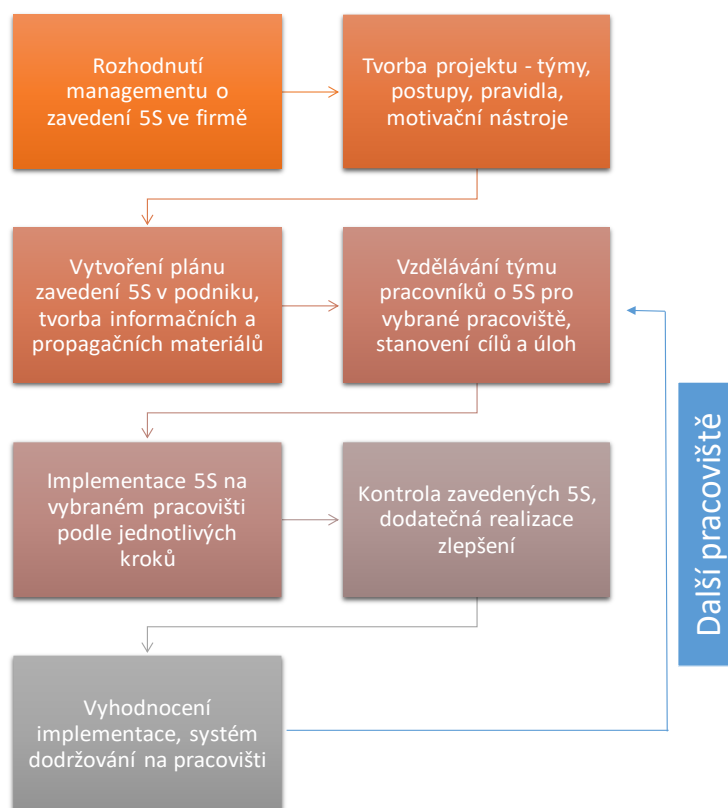 Rozhodnutí
managementu o
zavedení 5S ve firmě
Tvorba projektu - týmy,
postupy, pravidla,
motivační nástroje
Vytvoření plánu
zavedení 5S v podniku,
tvorba informačních a
propagačních materiálů
Vzdělávání týmu
pracovníků o 5S pro
vybrané pracoviště,
stanovení cílů a úloh
Implementace 5S na
vybraném pracovišti
podle jednotlivých
kroků
Kontrola zavedených 5S,
dodatečná realizace
zlepšení
Vyhodnocení
implementace, systém
dodržování na pracovišti
Další pracoviště